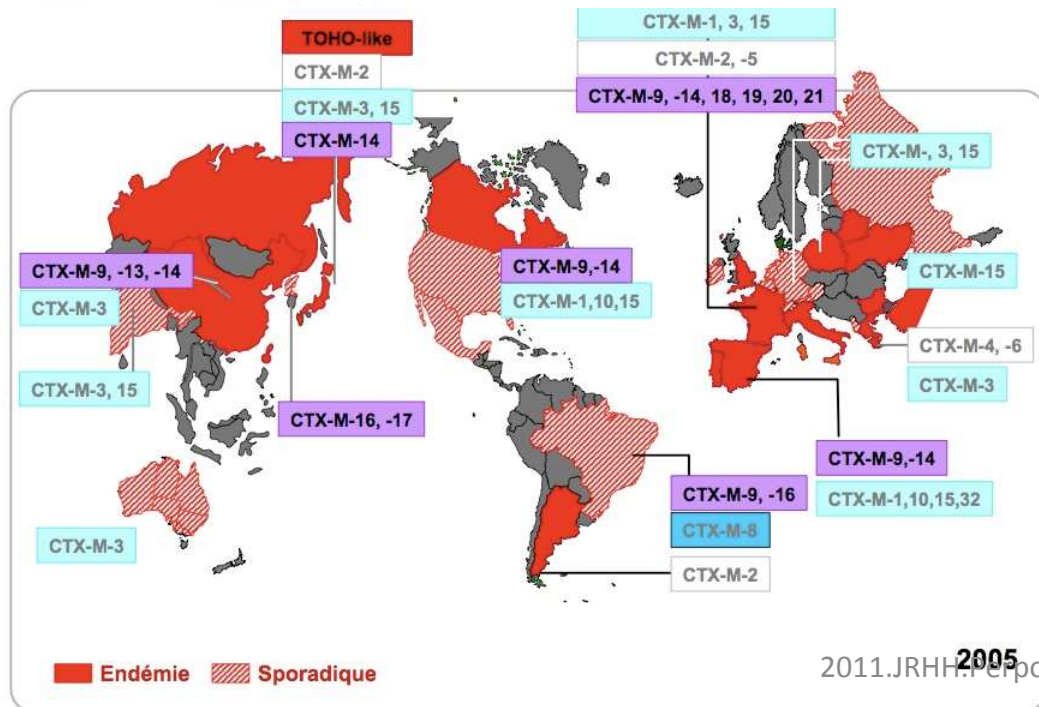 TOHO-like
CTX-M-2
CTX-M-3, 15
CTX-M-14
CTX-M-1, 3, 15
CTX-M-2, -5
CTX-M-9, -14, 18, 19, 20, 21
CTX-M-, 3, 15
CTX-M-9, -13, -14
CTX-M-3
CTX-M-9,-14
CTX-M-1,10,15
CTX-M-15
CTX-M-4, -6
CTX-M-3
CTX-M-3, 15
CTX-M-16, -17
CTX-M-9,-14
CTX-M-1,10,15,32
CTX-M-9, -16
CTX-M-8
CTX-M-2
CTX-M-3
Endémie
Sporadique
2005
2011.JRHH.Perpo